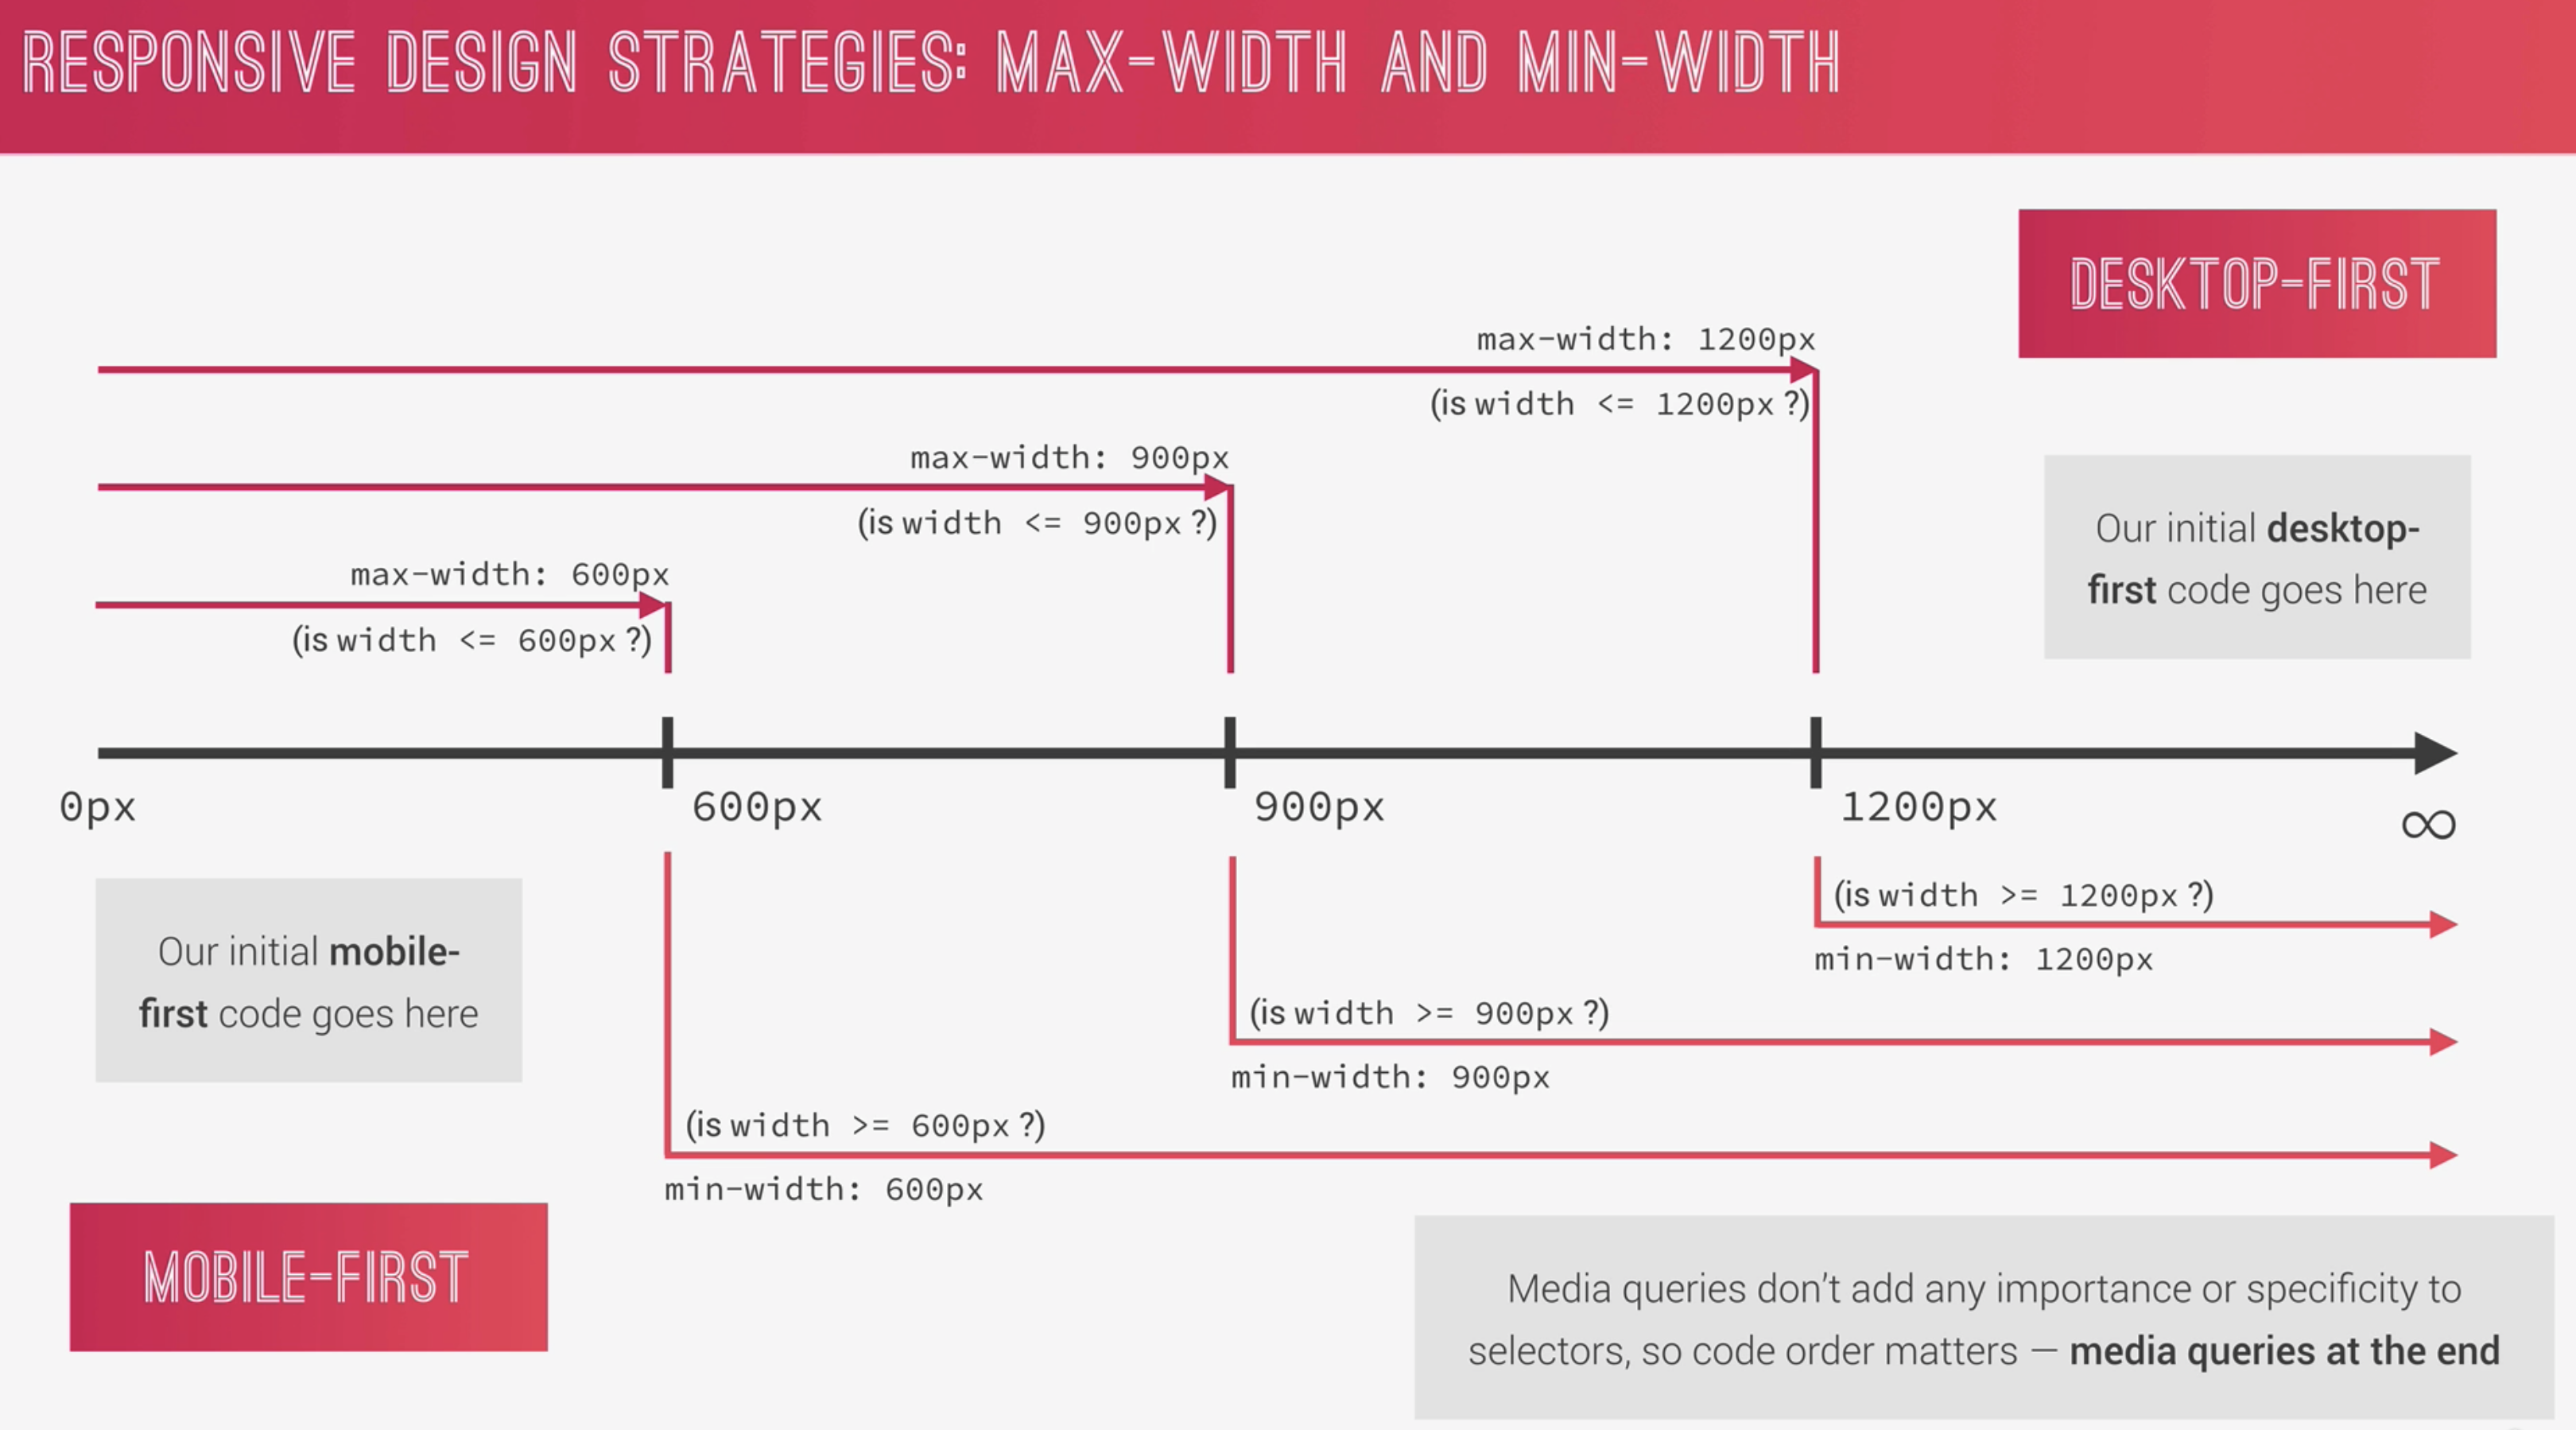 RESPONSIVE DESIGN STRATEGIES: MAX-WIDTH AND MIN-WIDTH
DESKTOP-FIRST
max-width: 1200px
(is width <= 1200px ?)
max-width: 900px
(is width <= 900px ?)
Our initial desktop-
first code goes here
max-width: 600px
(is width <= 600px ?)
0px
600px
900px
1200px
∞
Our initial mobile-
first code goes here
(is width >= 1200px ?)
min-width: 1200px
(is width >= 900px ?)
min-width: 900px
(is width >= 600px ?)
min-width: 600px
MOBILE-FIRST
Media queries don’t add any importance or specificity to
selectors, so code order matters — media queries at the end